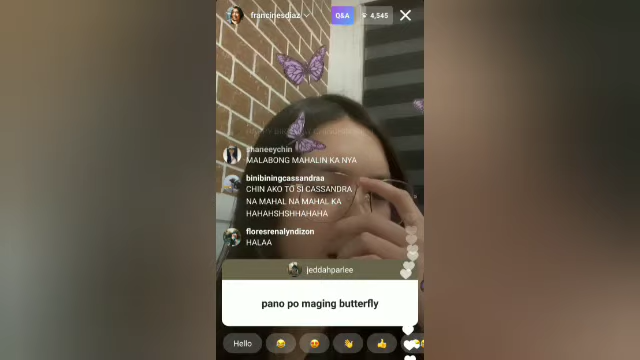 francinesdiaz
Q&A
4,545
shaneeychin
MALABONG MAHALIN KA NYA
binibiningcassandraa
CHIN AKO TO SI CASSANDRA
NA MAHAL NA MAHAL KA
HAHAHSHSHHAHAHA
floresrenalyndizon
HALAA
jeddahparlee
pano po maging butterfly
Hello